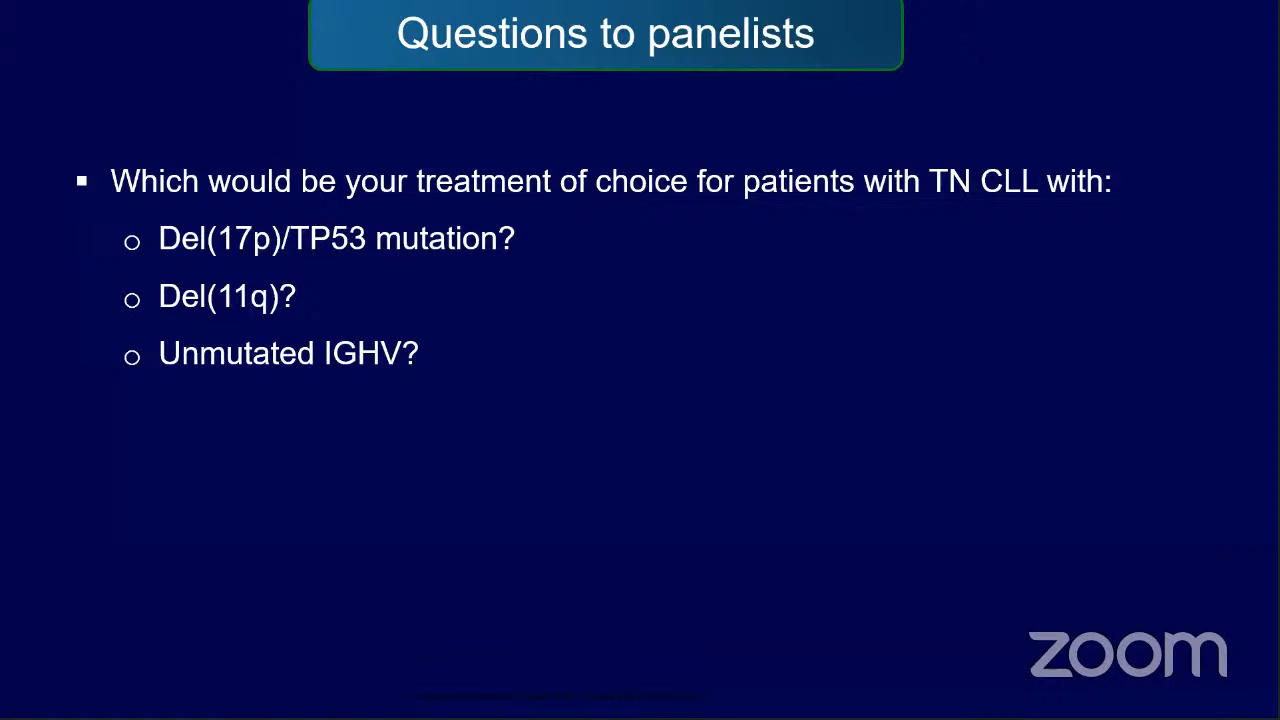 Questions to panelists
▪ Which would be your treatment of choice for patients with TN CLL with:
o Del(17p)/TP53 mutation?
o Del(11q)?
o Unmutated IGHV?
zoom